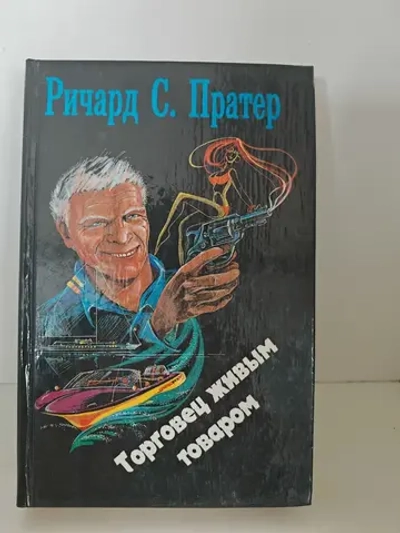 Ричард С. Пратер
Торговец живым
товаром